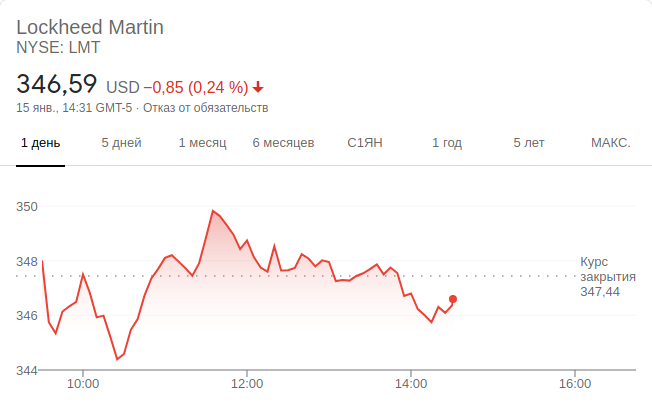 Lockheed Martin
NYSE: LMT
346,59 USD −0,85 (0,24 %)
15 янв., 14:31 GMT-5 · Отказ от обязательств
1 день 5 дней 1 месяц 6 месяцев С1ЯН 1 год 5 лет МАКС.
350
348
346
344
Курс
закрытия
347,44
10:00 12:00 14:00 16:00